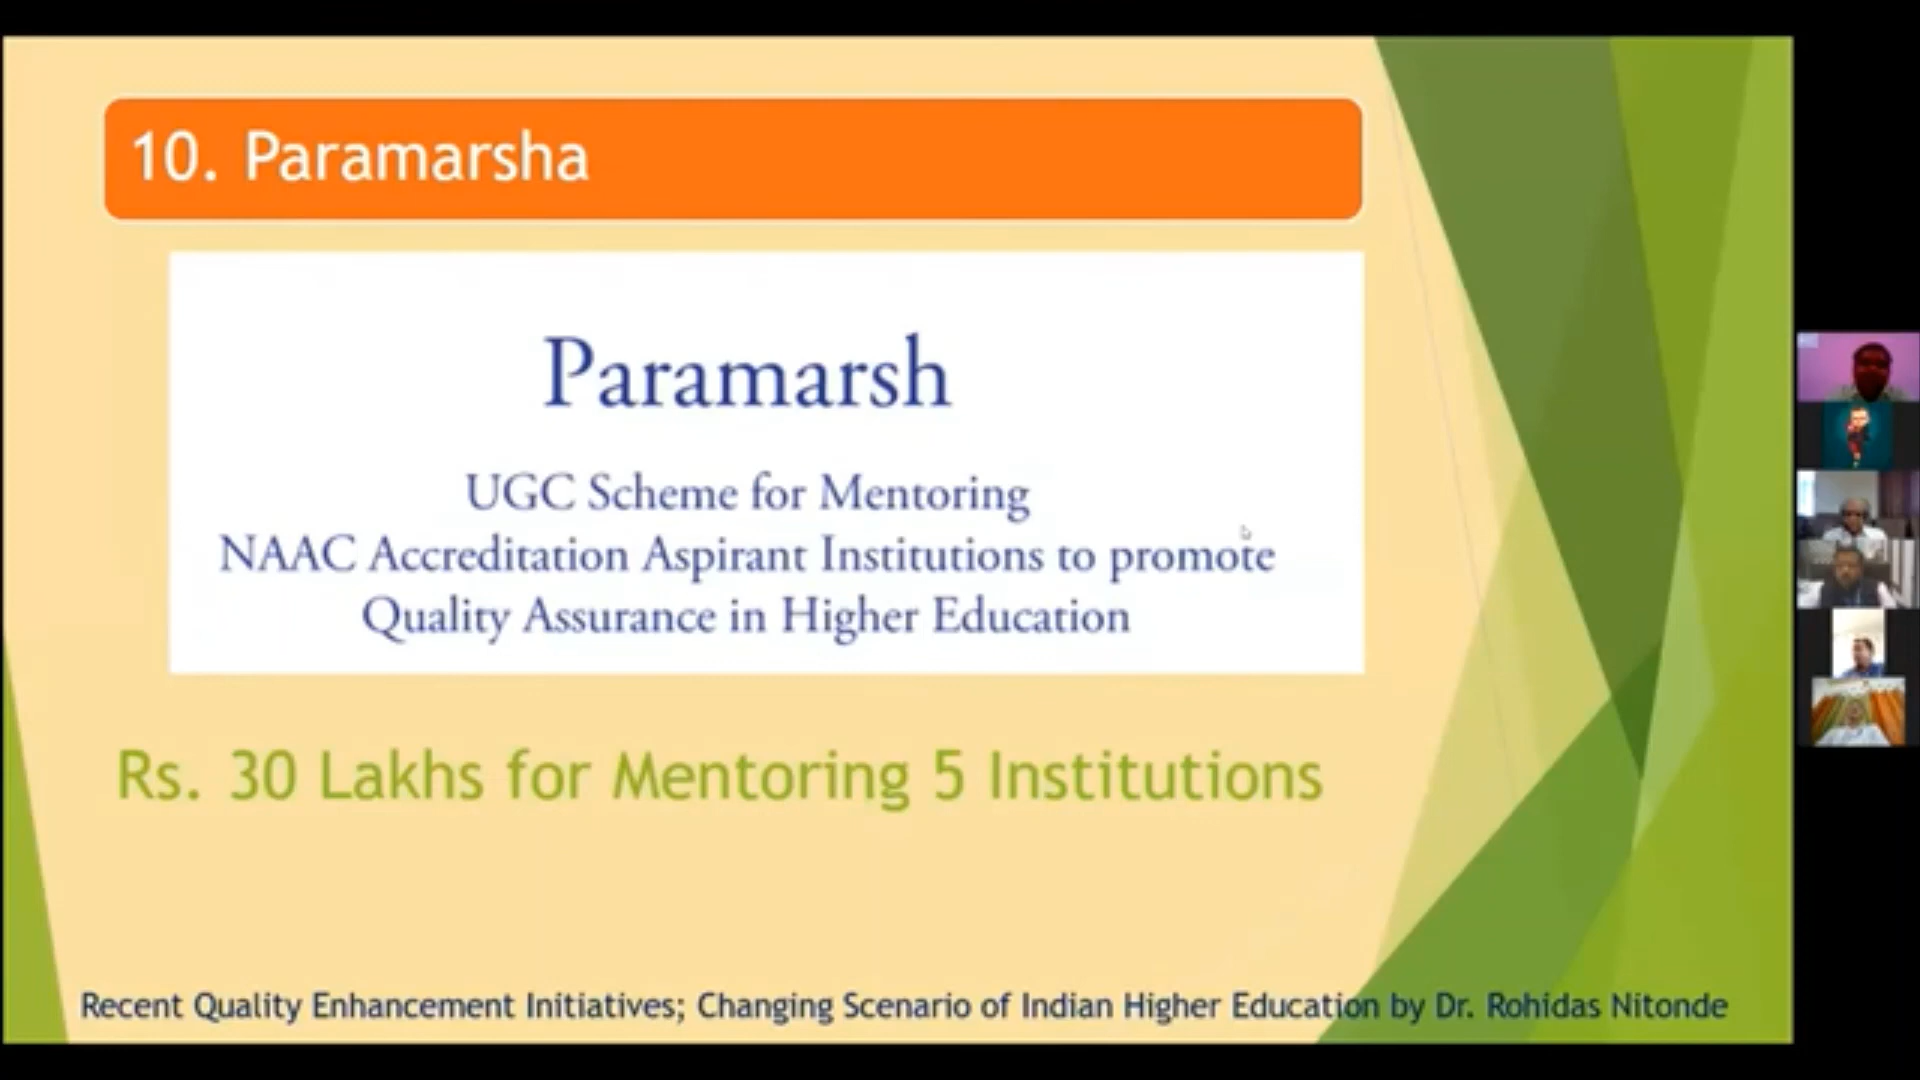 10. Paramarsha
Paramarsh
UGC Scheme for Mentoring
NAAC Accreditation Aspirant Institutions to promote
Quality Assurance in Higher Education
Rs. 30 Lakhs for Mentoring 5 Institutions
Recent Quality Enhancement Initiatives; Changing Scenario of Indian Higher Education by Dr. Rohidas Nitonde